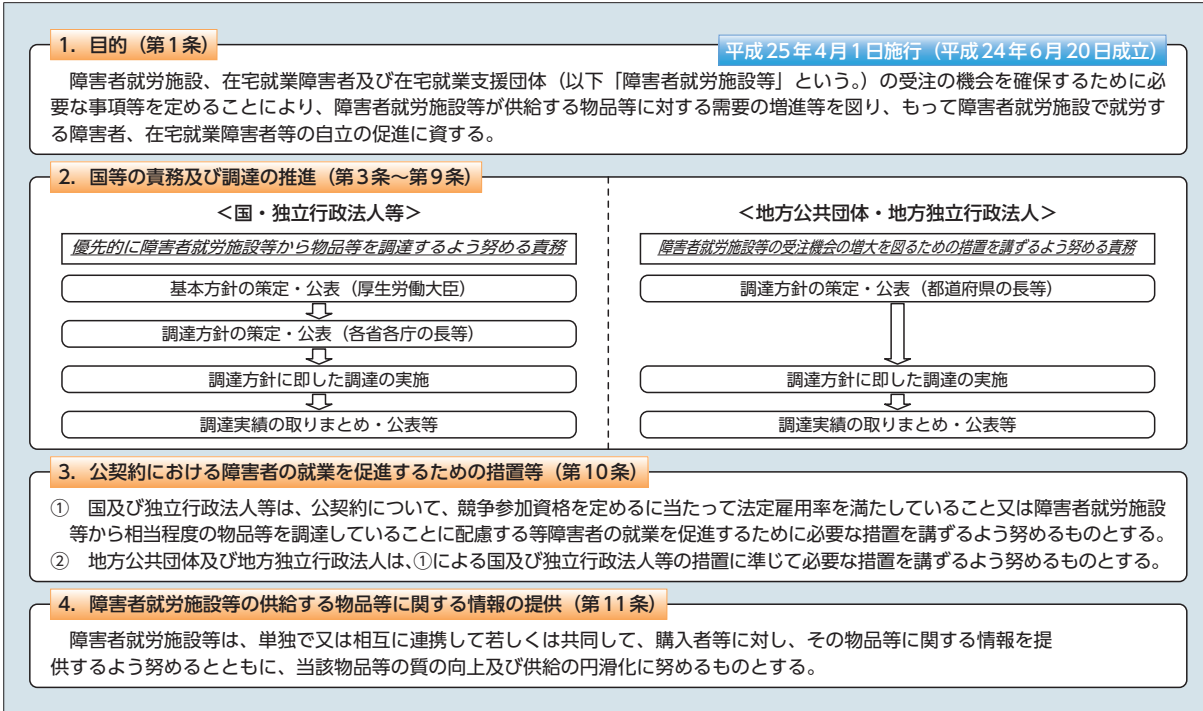 1．目的（第1条）
平成25年4月1日施行（平成24年6月20日成立）
障害者就労施設、在宅就業障害者及び在宅就業支援団体（以下「障害者就労施設等」という。）の受注の機会を確保するために必
要な事項等を定めることにより、障害者就労施設等が供給する物品等に対する需要の増進等を図り、もって障害者就労施設で就労す
る障害者、在宅就業障害者等の自立の促進に資する。
2．国等の責務及び調達の推進（第3条～第9条）
＜国・独立行政法人等＞
優先的に障害者就労施設等から物品等を調達するよう努める責務
基本方針の策定・公表（厚生労働大臣）
調達方針の策定・公表（各省各庁の長等）
調達方針に即した調達の実施
調達実績の取りまとめ・公表等
＜地方公共団体・地方独立行政法人＞
障害者就労施設等の受注機会の増大を図るための措置を講ずるよう努める責務
調達方針の策定・公表（都道府県の長等）
調達方針に即した調達の実施
調達実績の取りまとめ・公表等
3．公契約における障害者の就業を促進するための措置等（第10条）
①　国及び独立行政法人等は、公契約について、競争参加資格を定めるに当たって法定雇用率を満たしていること又は障害者就労施設
等から相当程度の物品等を調達していることに配慮する等障害者の就業を促進するために必要な措置を講ずるよう努めるものとする。
②　地方公共団体及び地方独立行政法人は、①による国及び独立行政法人等の措置に準じて必要な措置を講ずるよう努めるものとする。
4．障害者就労施設等の供給する物品等に関する情報の提供（第11条）
障害者就労施設等は、単独で又は相互に連携して若しくは共同して、購入者等に対し、その物品等に関する情報を提
供するよう努めるとともに、当該物品等の質の向上及び供給の円滑化に努めるものとする。